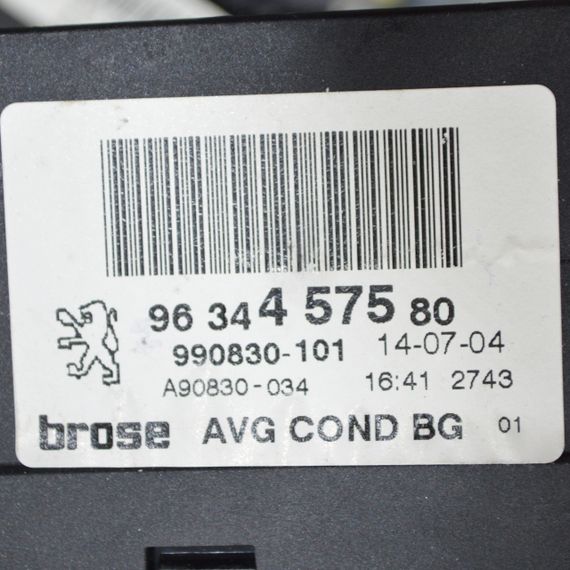 96 34 4 575 80
990830-101 14-07-04
A90830-034 16:41 2743
brose AVG COND BG 01